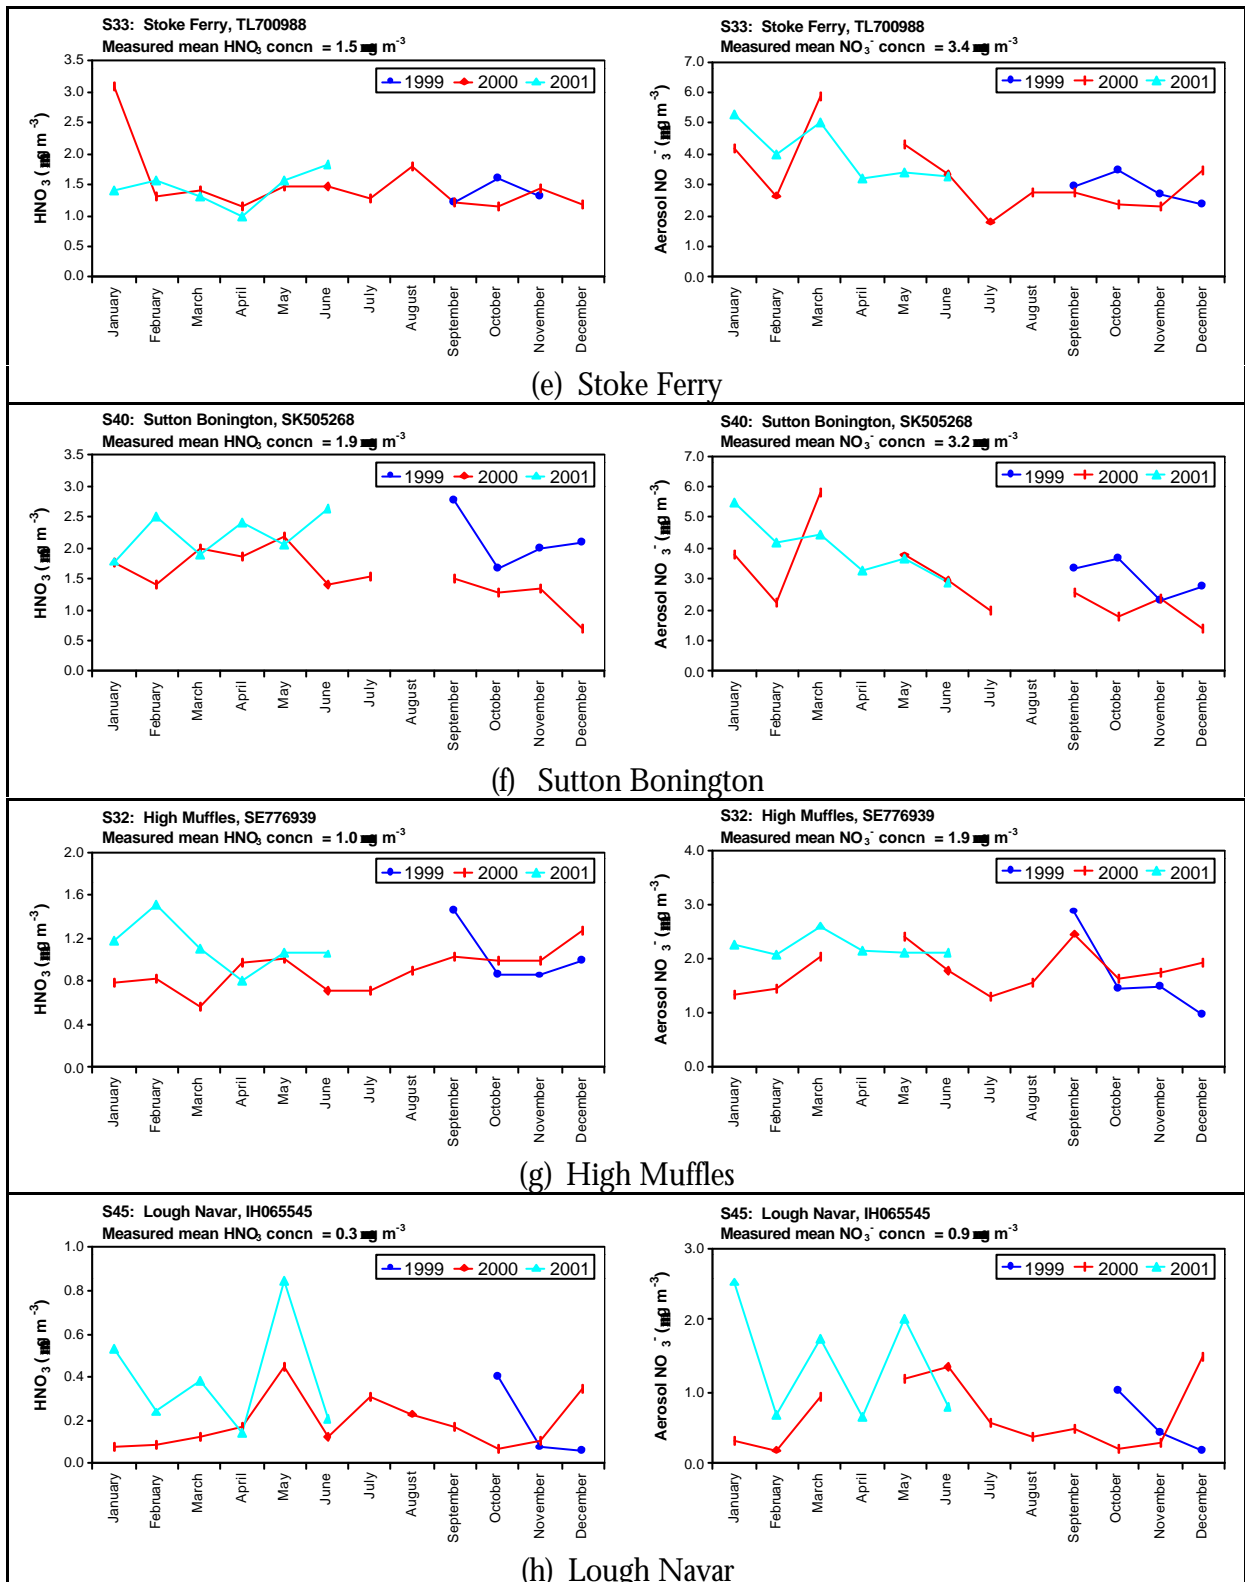 S33: Stoke Ferry, TL700988
Measured mean HNO3 concn = 1.5 g m-3
3.5
3.0
2.5
2.0
1.5
1.0
0.5
0.0
HNO3 (g m-3)
1999 2000 2001
January February March April May June July August September October November December
S33: Stoke Ferry, TL700988
Measured mean NO3- concn = 3.4 g m-3
7.0
6.0
5.0
4.0
3.0
2.0
1.0
0.0
Aerosol NO3- (g m-3)
1999 2000 2001
January February March April May June July August September October November December
(e) Stoke Ferry
S40: Sutton Bonington, SK505268
Measured mean HNO3 concn = 1.9 g m-3
3.5
3.0
2.5
2.0
1.5
1.0
0.5
0.0
HNO3 (g m-3)
1999 2000 2001
January February March April May June July August September October November December
S40: Sutton Bonington, SK505268
Measured mean NO3- concn = 3.2 g m-3
7.0
6.0
5.0
4.0
3.0
2.0
1.0
0.0
Aerosol NO3- (g m-3)
1999 2000 2001
January February March April May June July August September October November December
(f) Sutton Bonington
S32: High Muffles, SE776939
Measured mean HNO3 concn = 1.0 g m-3
2.0
1.6
1.2
0.8
0.4
0.0
HNO3 (g m-3)
1999 2000 2001
January February March April May June July August September October November December
S32: High Muffles, SE776939
Measured mean NO3- concn = 1.9 g m-3
4.0
3.0
2.0
1.0
0.0
Aerosol NO3- (g m-3)
1999 2000 2001
January February March April May June July August September October November December
(g) High Muffles
S45: Lough Navar, IH065545
Measured mean HNO3 concn = 0.3 g m-3
1.0
0.8
0.6
0.4
0.2
0.0
HNO3 (g m-3)
1999 2000 2001
January February March April May June July August September October November December
S45: Lough Navar, IH065545
Measured mean NO3- concn = 0.9 g m-3
3.0
2.0
1.0
0.0
Aerosol NO3- (g m-3)
1999 2000 2001
January February March April May June July August September October November December
(h) Lough Navar